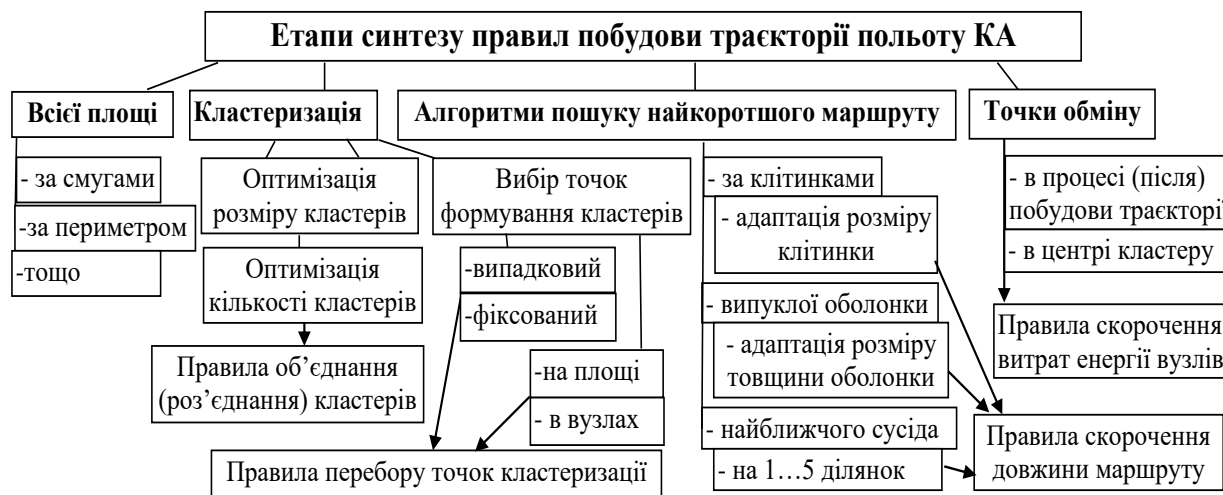 Етапи синтезу правил побудови траєкторії польоту КА
Всієї площі
- за смугами
-за периметром
-тощо
Кластеризація
Оптимізація
розміру кластерів
Оптимізація
кількості кластерів
Правила об’єднання
(роз’єднання) кластерів
Вибір точок
формування кластерів
-випадковий
-фіксований
-на площі
- в вузлах
Правила перебору точок кластеризації
Алгоритми пошуку найкоротшого маршруту
- за клітинками
- адаптація розміру
клітинки
- випуклої оболонки
- адаптація розміру
товщини оболонки
- найближчого сусіда
- на 1…5 ділянок
Точки обміну
- в процесі (після)
побудови траєкторії
- в центрі кластеру
Правила скорочення
витрат енергії вузлів
Правила скорочення
довжини маршруту